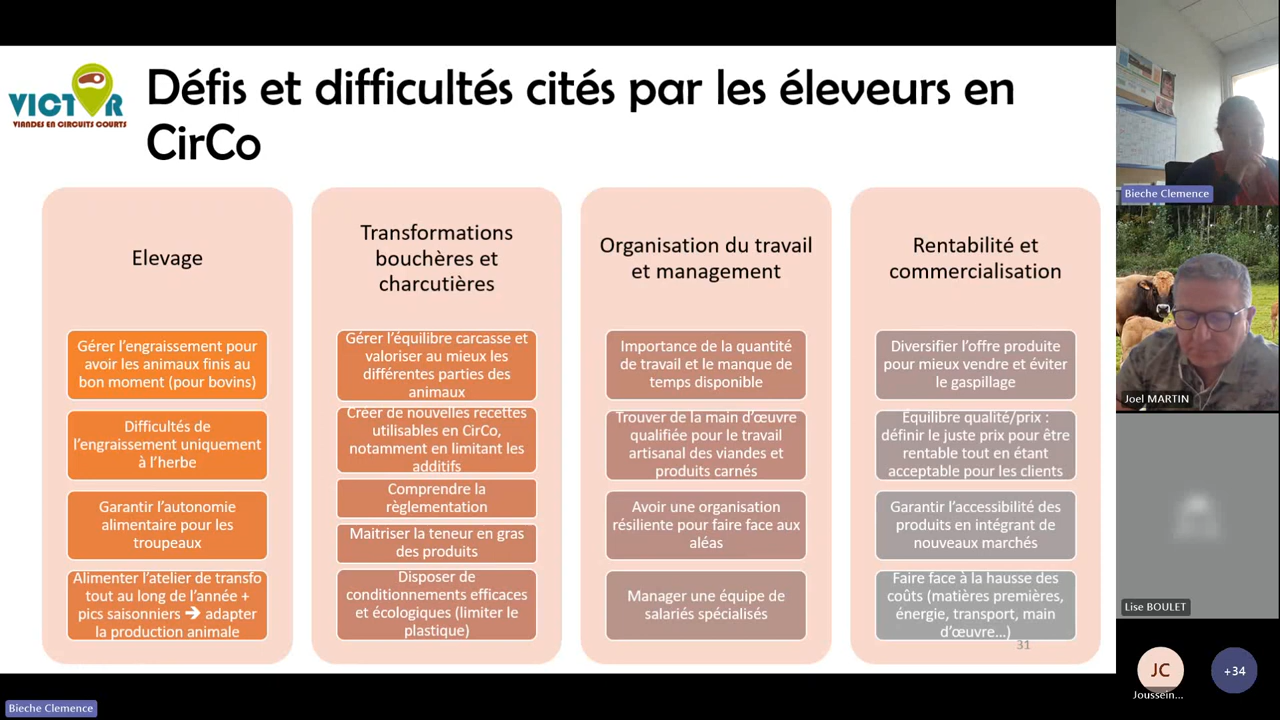 VICTOR
VIANDES EN CIRCUITS COURTS
Défis et difficultés cités par les éleveurs en
CirCo
Elevage
Gérer l'engraissement pour
avoir les animaux finis au
bon moment (pour bovins)
Difficultés de
l'engraissement uniquement
à l'herbe
Garantir l'autonomie
alimentaire pour les
troupeaux
Alimenter l'atelier de transfo
tout au long de l'année +
pics saisonniers → adapter
la production animale
Transformations
bouchères et
charcutières
Gérer l'équilibre carcasse et
valoriser au mieux les
différentes parties des
animaux
Créer de nouvelles recettes
utilisables en CirCo,
notamment en limitant les
additifs
Comprendre la
règlementation
Maitriser la teneur en gras
des produits
Disposer de
conditionnements efficaces
et écologiques (limiter le
plastique)
Organisation du travail
et management
Importance de la quantité
de travail et le manque de
temps disponible
Trouver de la main d'œuvre
qualifiée pour le travail
artisanal des viandes et
produits carnés
Avoir une organisation
résiliente pour faire face aux
aléas
Manager une équipe de
salariés spécialisés
Rentabilité et
commercialisation
Diversifier l'offre produite
pour mieux vendre et éviter
le gaspillage
Equilibre qualité/prix :
définir le juste prix pour être
rentable tout en étant
acceptable pour les clients
Garantir l'accessibilité des
produits en intégrant de
nouveaux marchés
Faire face à la hausse des
coûts (matières premières,
énergie, transport, main
d'œuvre...)
31
Bieche Clemence
Joel MARTIN
Lise BOULET
JC
Joussein...
+34
Bieche Clemence